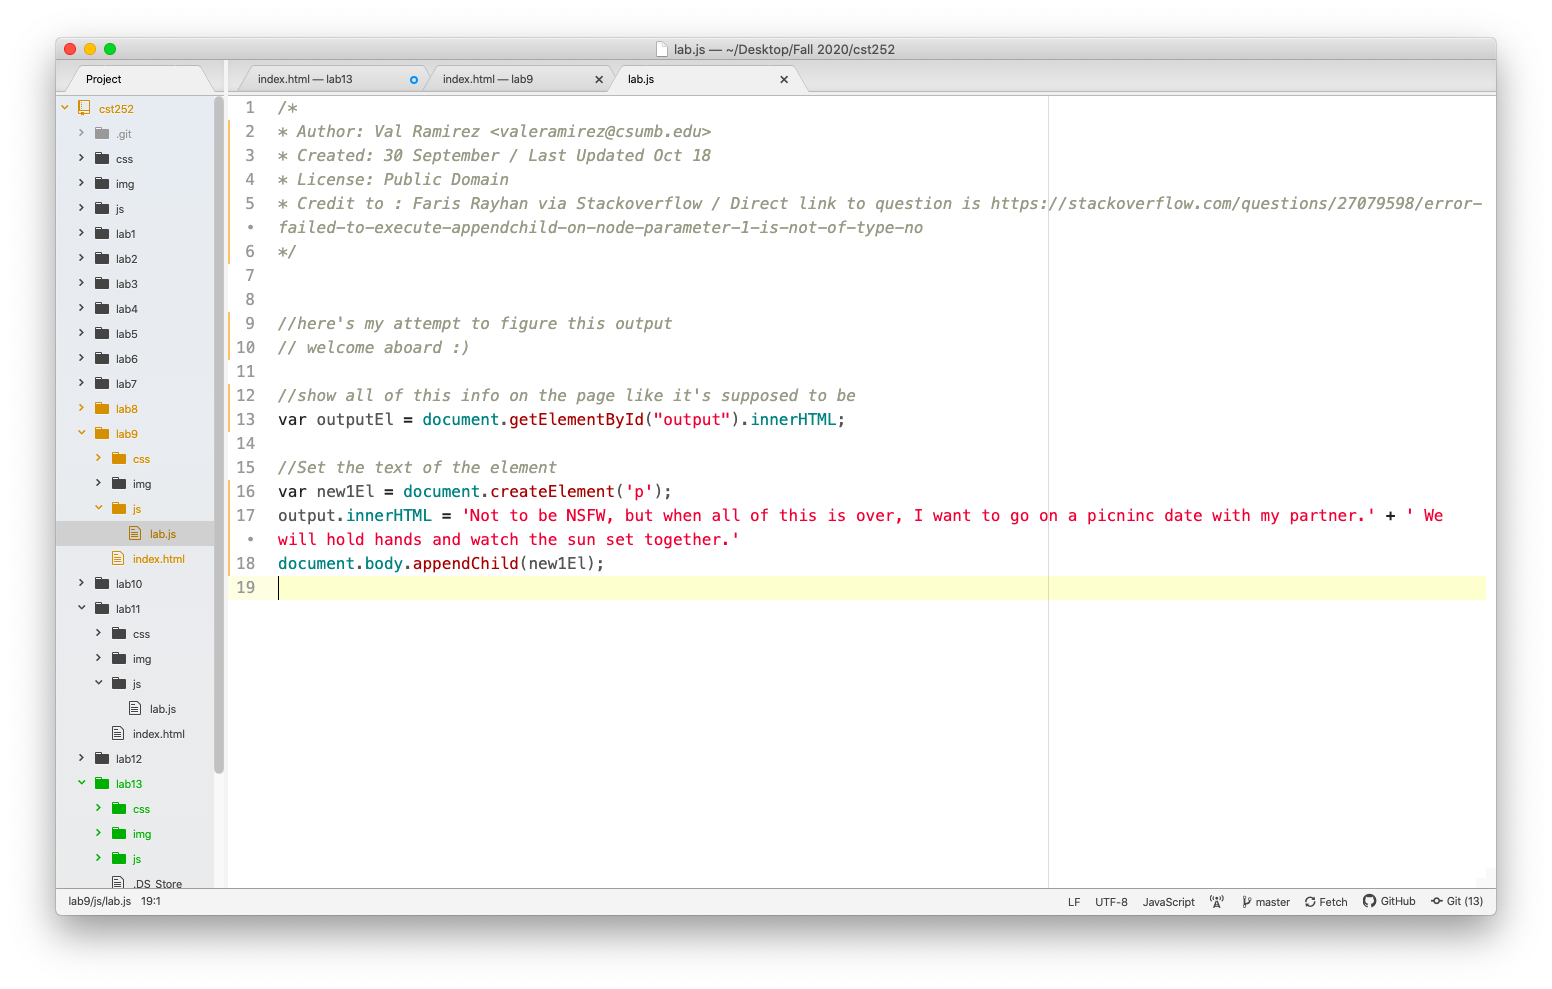 lab.js — ~/Desktop/Fall 2020/cst252
Project
index.html — lab13
index.html — lab9
lab.js
cst252
.git
css
img
js
lab1
lab2
lab3
lab4
lab5
lab6
lab7
lab8
lab9
css
img
js
lab.js
index.html
lab10
lab11
css
img
js
lab.js
index.html
lab12
lab13
css
img
js
.DS_Store
1 /*
2 * Author: Val Ramirez <valeramirez@csumb.edu>
3 * Created: 30 September / Last Updated Oct 18
4 * License: Public Domain
5 * Credit to : Faris Rayhan via Stackoverflow / Direct link to question is https://stackoverflow.com/questions/27079598/error-
• failed-to-execute-appendchild-on-node-parameter-1-is-not-of-type-no
6 */
7
8
9 //here's my attempt to figure this output
10 // welcome aboard :)
11
12 //show all of this info on the page like it's supposed to be
13 var outputEl = document.getElementById("output").innerHTML;
14
15 //Set the text of the element
16 var new1El = document.createElement('p');
17 output.innerHTML = 'Not to be NSFW, but when all of this is over, I want to go on a picninc date with my partner.' + ' We
• will hold hands and watch the sun set together.'
18 document.body.appendChild(new1El);
19
lab9/js/lab.js 19:1
LF UTF-8 JavaScript master Fetch GitHub Git (13)